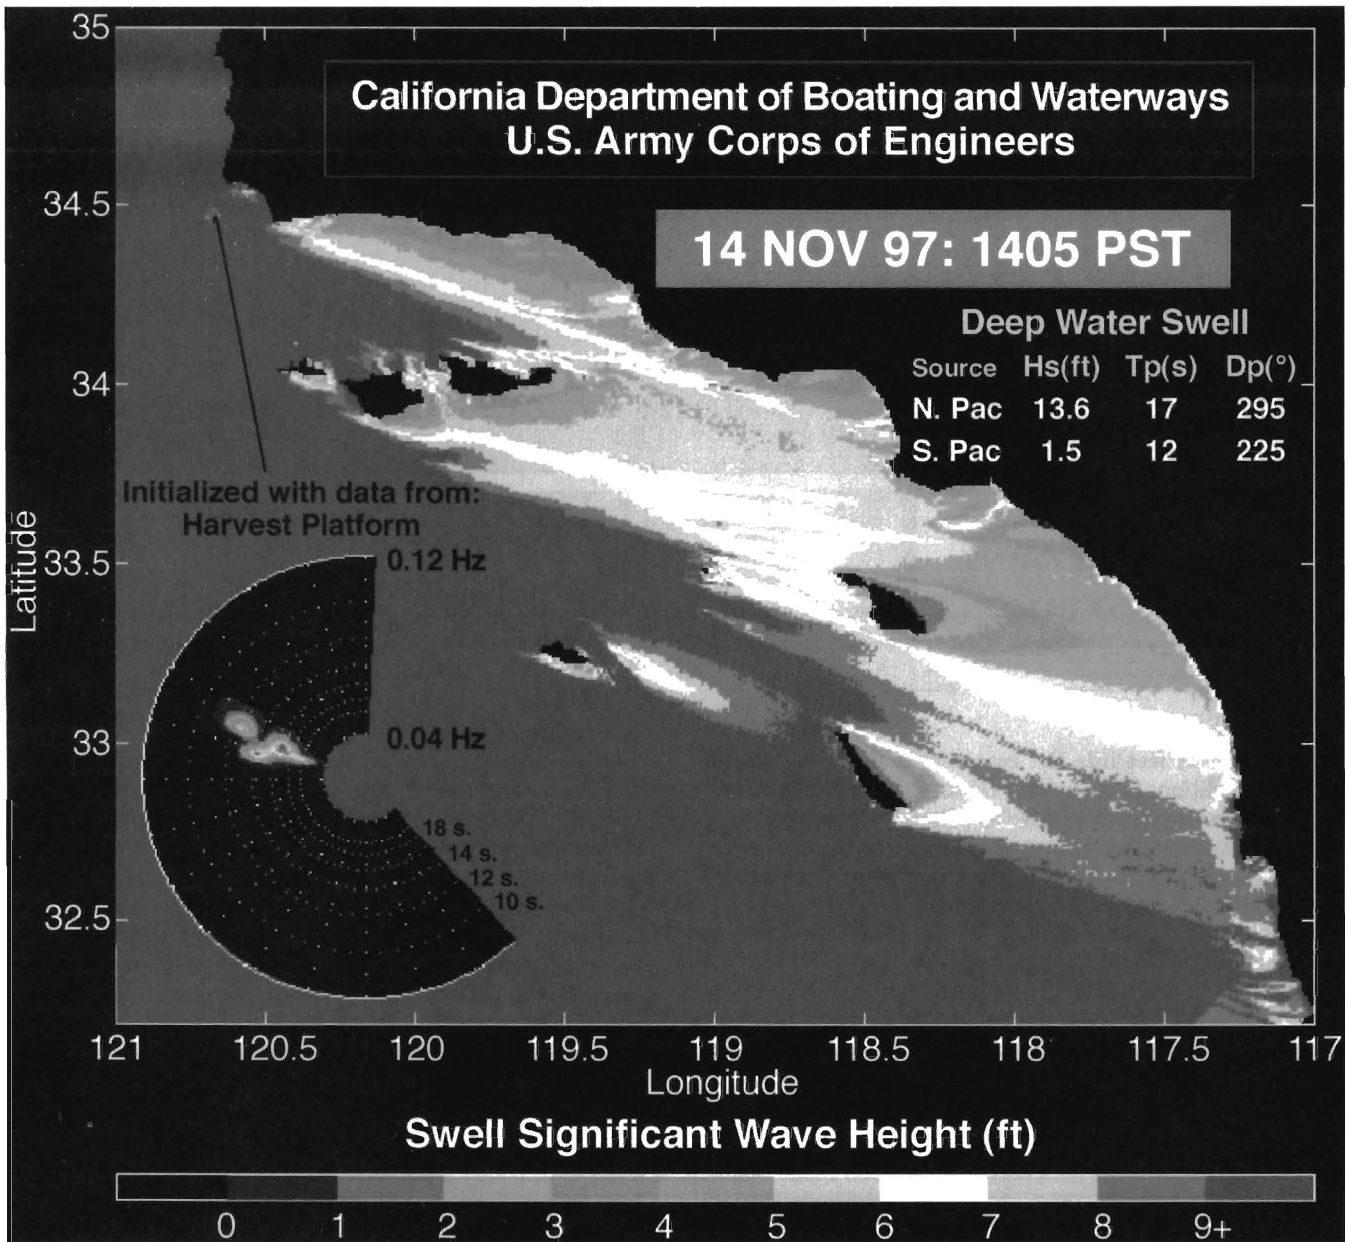 California Department of Boating and Waterways
U.S. Army Corps of Engineers
14 NOV 97: 1405 PST
Deep Water Swell
Source Hs(ft) Tp(s) Dp(°)
N. Pac 13.6 17 295
S. Pac 1.5 12 225
Initialized with data from:
Harvest Platform
0.12 Hz
0.04 Hz
18 s.
14 s.
12 s.
10 s.
Latitude
35
34.5
34
33.5
33
32.5
121 120.5 120 119.5 119 118.5 118 117.5 117
Longitude
Swell Significant Wave Height (ft)
0 1 2 3 4 5 6 7 8 9+